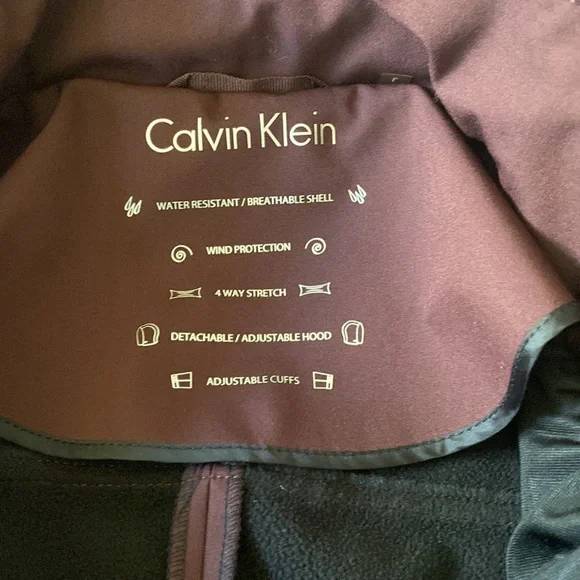 Calvin Klein
WATER RESISTANT / BREATHABLE SHELL
WIND PROTECTION
4 WAY STRETCH
DETACHABLE / ADJUSTABLE HOOD
ADJUSTABLE CUFFS